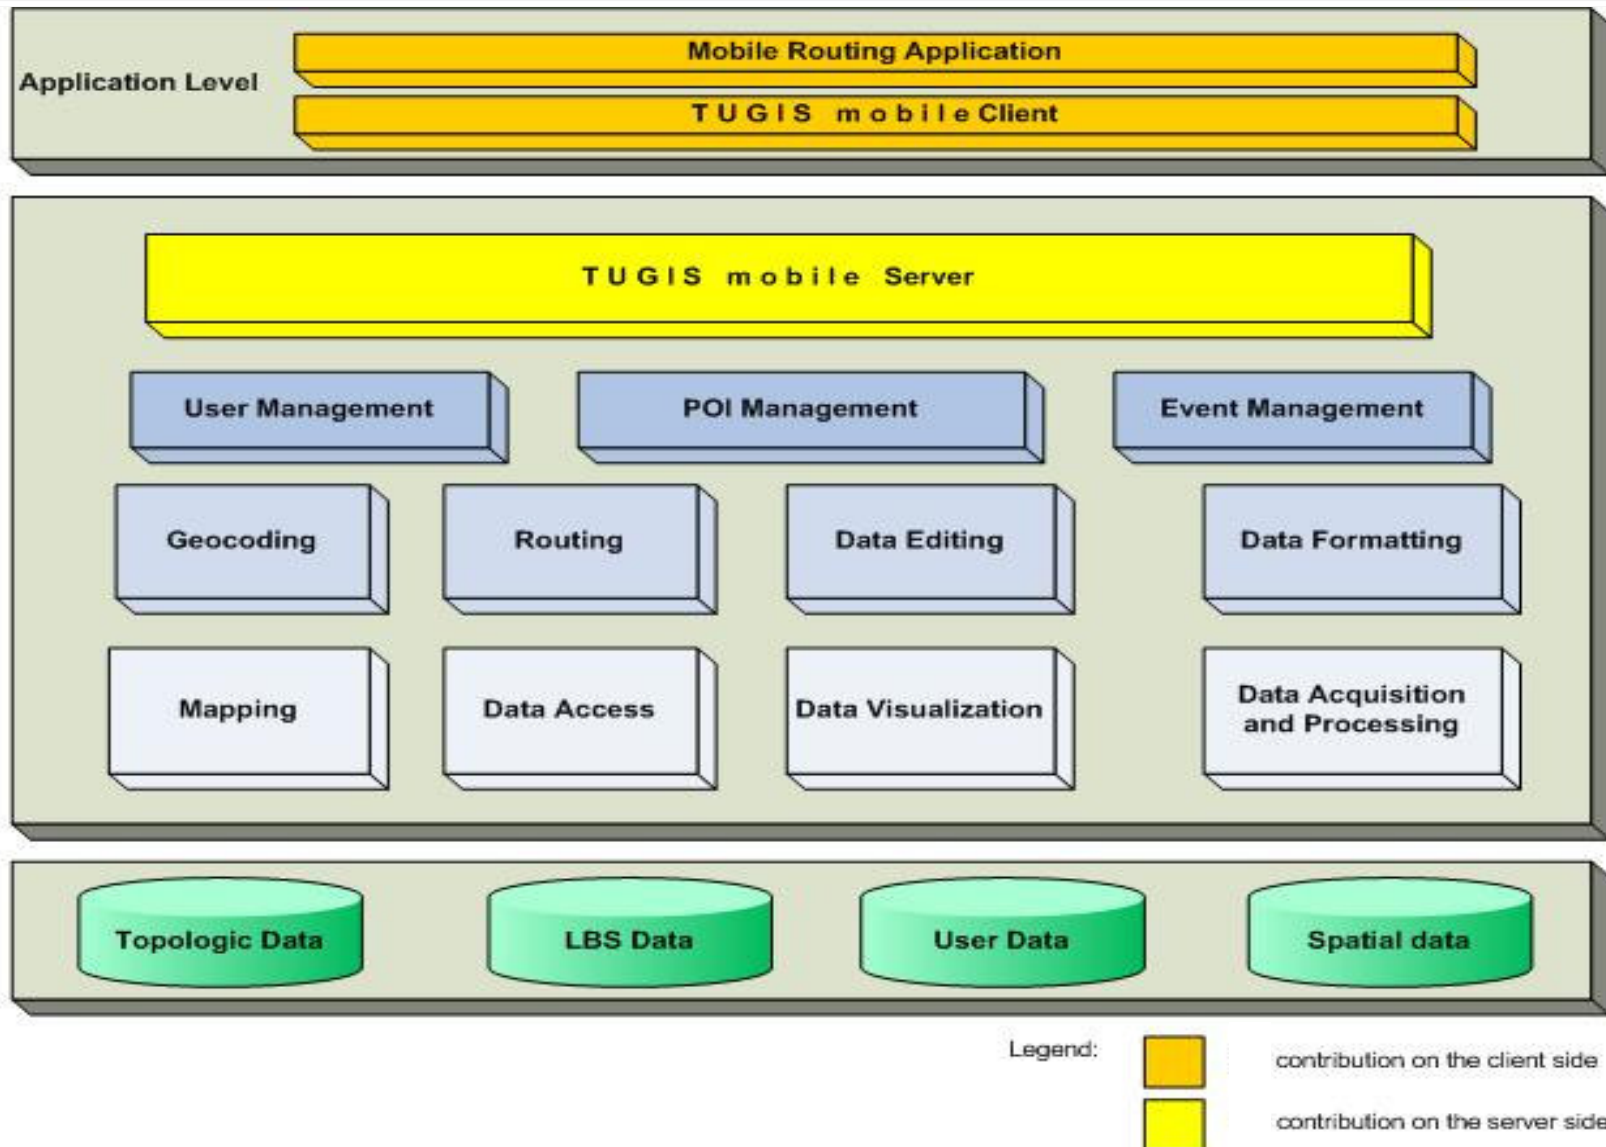 Mobile Routing Application
Application Level
TUGIS mobile Client
TUGIS mobile Server
User Management
POI Management
Event Management
Geocoding
Routing
Data Editing
Data Formatting
Mapping
Data Access
Data Visualization
Data Acquisition
and Processing
Topologic Data
LBS Data
User Data
Spatial data
Legend:
contribution on the client side
contribution on the server side